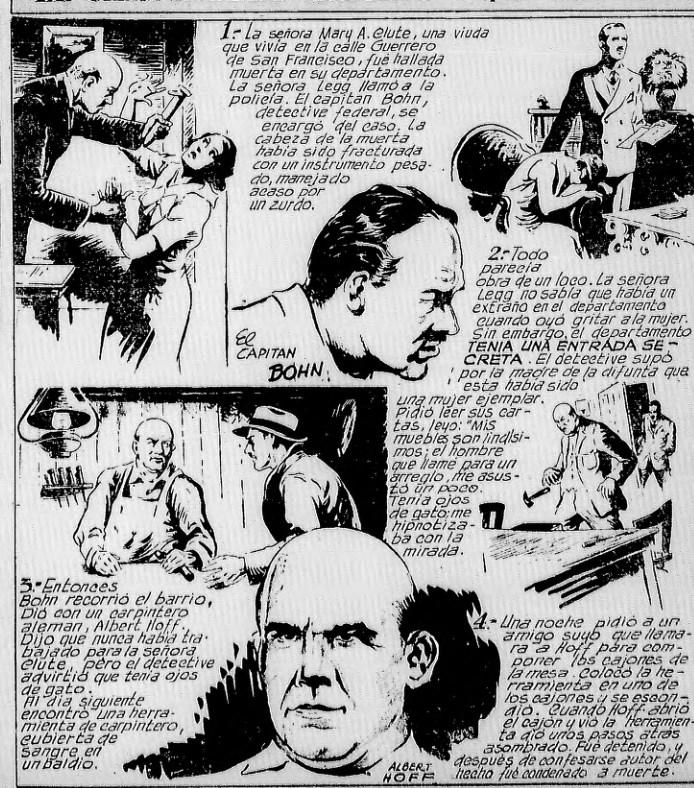 1.- La señora Mary A. Clute, una viuda
que vivía en la calle Guerrero
de San Francisco, fué hallada
muerta en su departamento.
La señora Legg llamó a la
policía. El capitan Bohn,
detective federal, se
encargó del caso. La
cabeza de la muerta
había sido fracturada
con un instrumento pesa-
do, manejado
acaso por
un zurdo.
El
CAPITAN
BOHN.
2.- Todo
parecía
obra de un loco. La señora
Legg no sabía que había un
extraño en el departamento
cuando oyó gritar a la mujer.
Sin embargo, el departamento
TENIA UNA ENTRADA SE-
CRETA. El detective supo
por la madre de la difunta que
esta había sido
una mujer ejemplar.
Pidió leer sus car-
tas, leyo: "Mis
muebles son lindísi-
mos; el hombre
que llamé para un
arreglo, me asus-
tó un poco.
Tenía ojos
de gato; me
hipnotiza-
ba con la
mirada.
3.- Entonces
Bohn recorrió el barrio,
Dió con un carpintero
aleman, Albert Hoff.
Dijo que nunca había tra-
bajado para la señora
Clute, pero el detective
advirtió que tenía ojos
de gato.
Al día siguiente
encontró una herra-
mienta de carpintero,
cubierta de
sangre en
un baldío.
ALBERT
HOFF
4.- Una noche pidió a un
amigo suyo que llama-
ra a Hoff para com-
poner los cajones de
la mesa. Colocó la he-
rramienta en uno de
los cajones y se escon-
dió. Cuando Hoff abrió
el cajón y vió la herramien-
ta dió unos pasos atrás
asombrado. Fué detenido, y
después de confesarse autor del
hecho fué condenado a muerte.